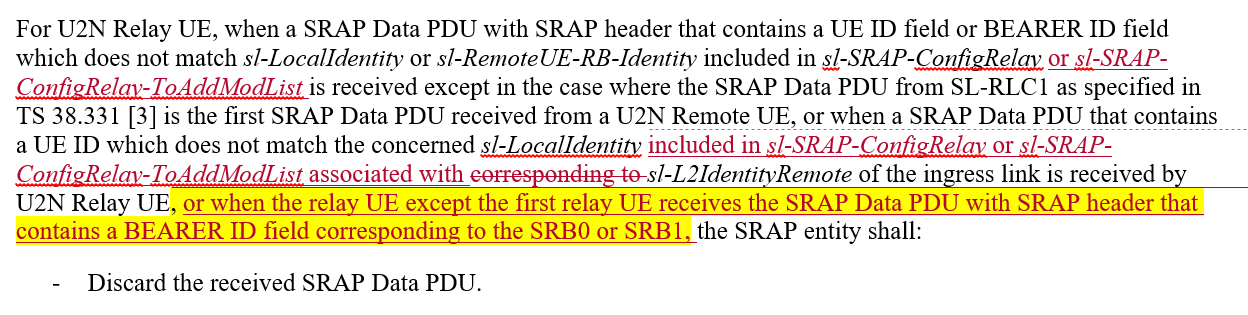 For U2N Relay UE, when a SRAP Data PDU with SRAP header that contains a UE ID field or BEARER ID field
which does not match sl-LocalIdentity or sl-RemoteUE-RB-Identity included in sl-SRAP-ConfigRelay or sl-SRAP-
ConfigRelay-ToAddModList is received except in the case where the SRAP Data PDU from SL-RLC1 as specified in
TS 38.331 [3] is the first SRAP Data PDU received from a U2N Remote UE, or when a SRAP Data PDU that contains
a UE ID which does not match the concerned sl-LocalIdentity included in sl-SRAP-ConfigRelay or sl-SRAP-
ConfigRelay-ToAddModList associated with corresponding to sl-L2IdentityRemote of the ingress link is received by
U2N Relay UE, or when the relay UE except the first relay UE receives the SRAP Data PDU with SRAP header that
contains a BEARER ID field corresponding to the SRB0 or SRB1, the SRAP entity shall:
- Discard the received SRAP Data PDU.